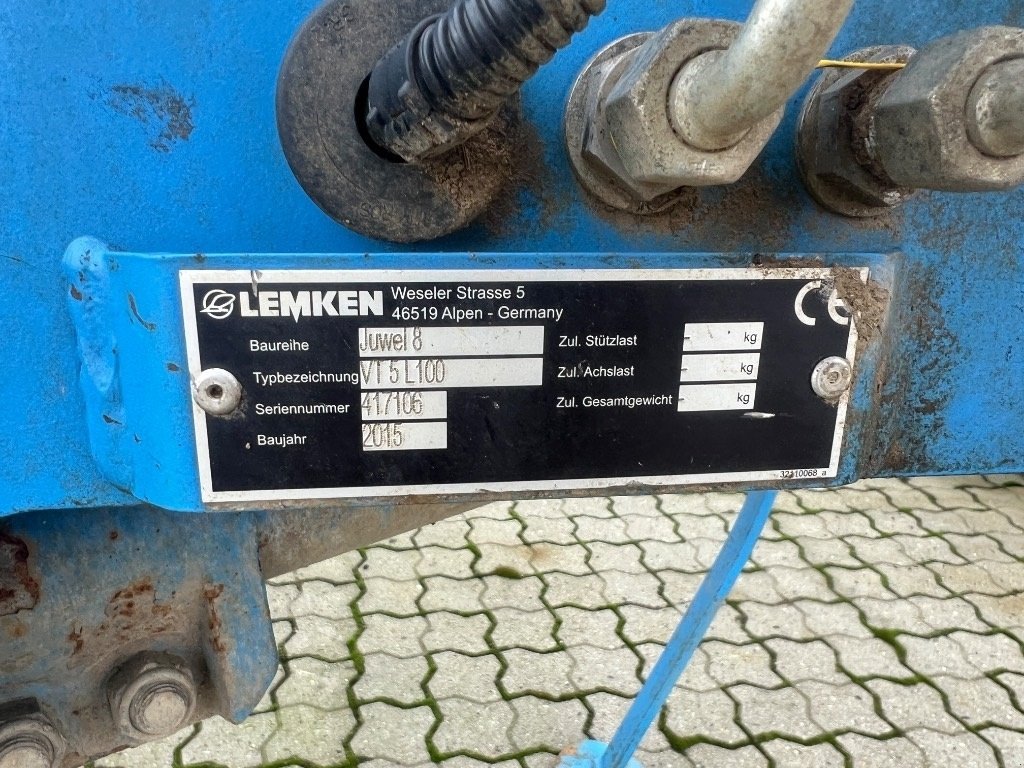 LEMKEN Weseler Strasse 5
46519 Alpen - Germany
CE
Baureihe Juwel 8
Typbezeichnung VT 5 L100
Seriennummer 417106
Baujahr 2015
Zul. Stützlast - kg
Zul. Achslast - kg
Zul. Gesamtgewicht - kg
32110068 a